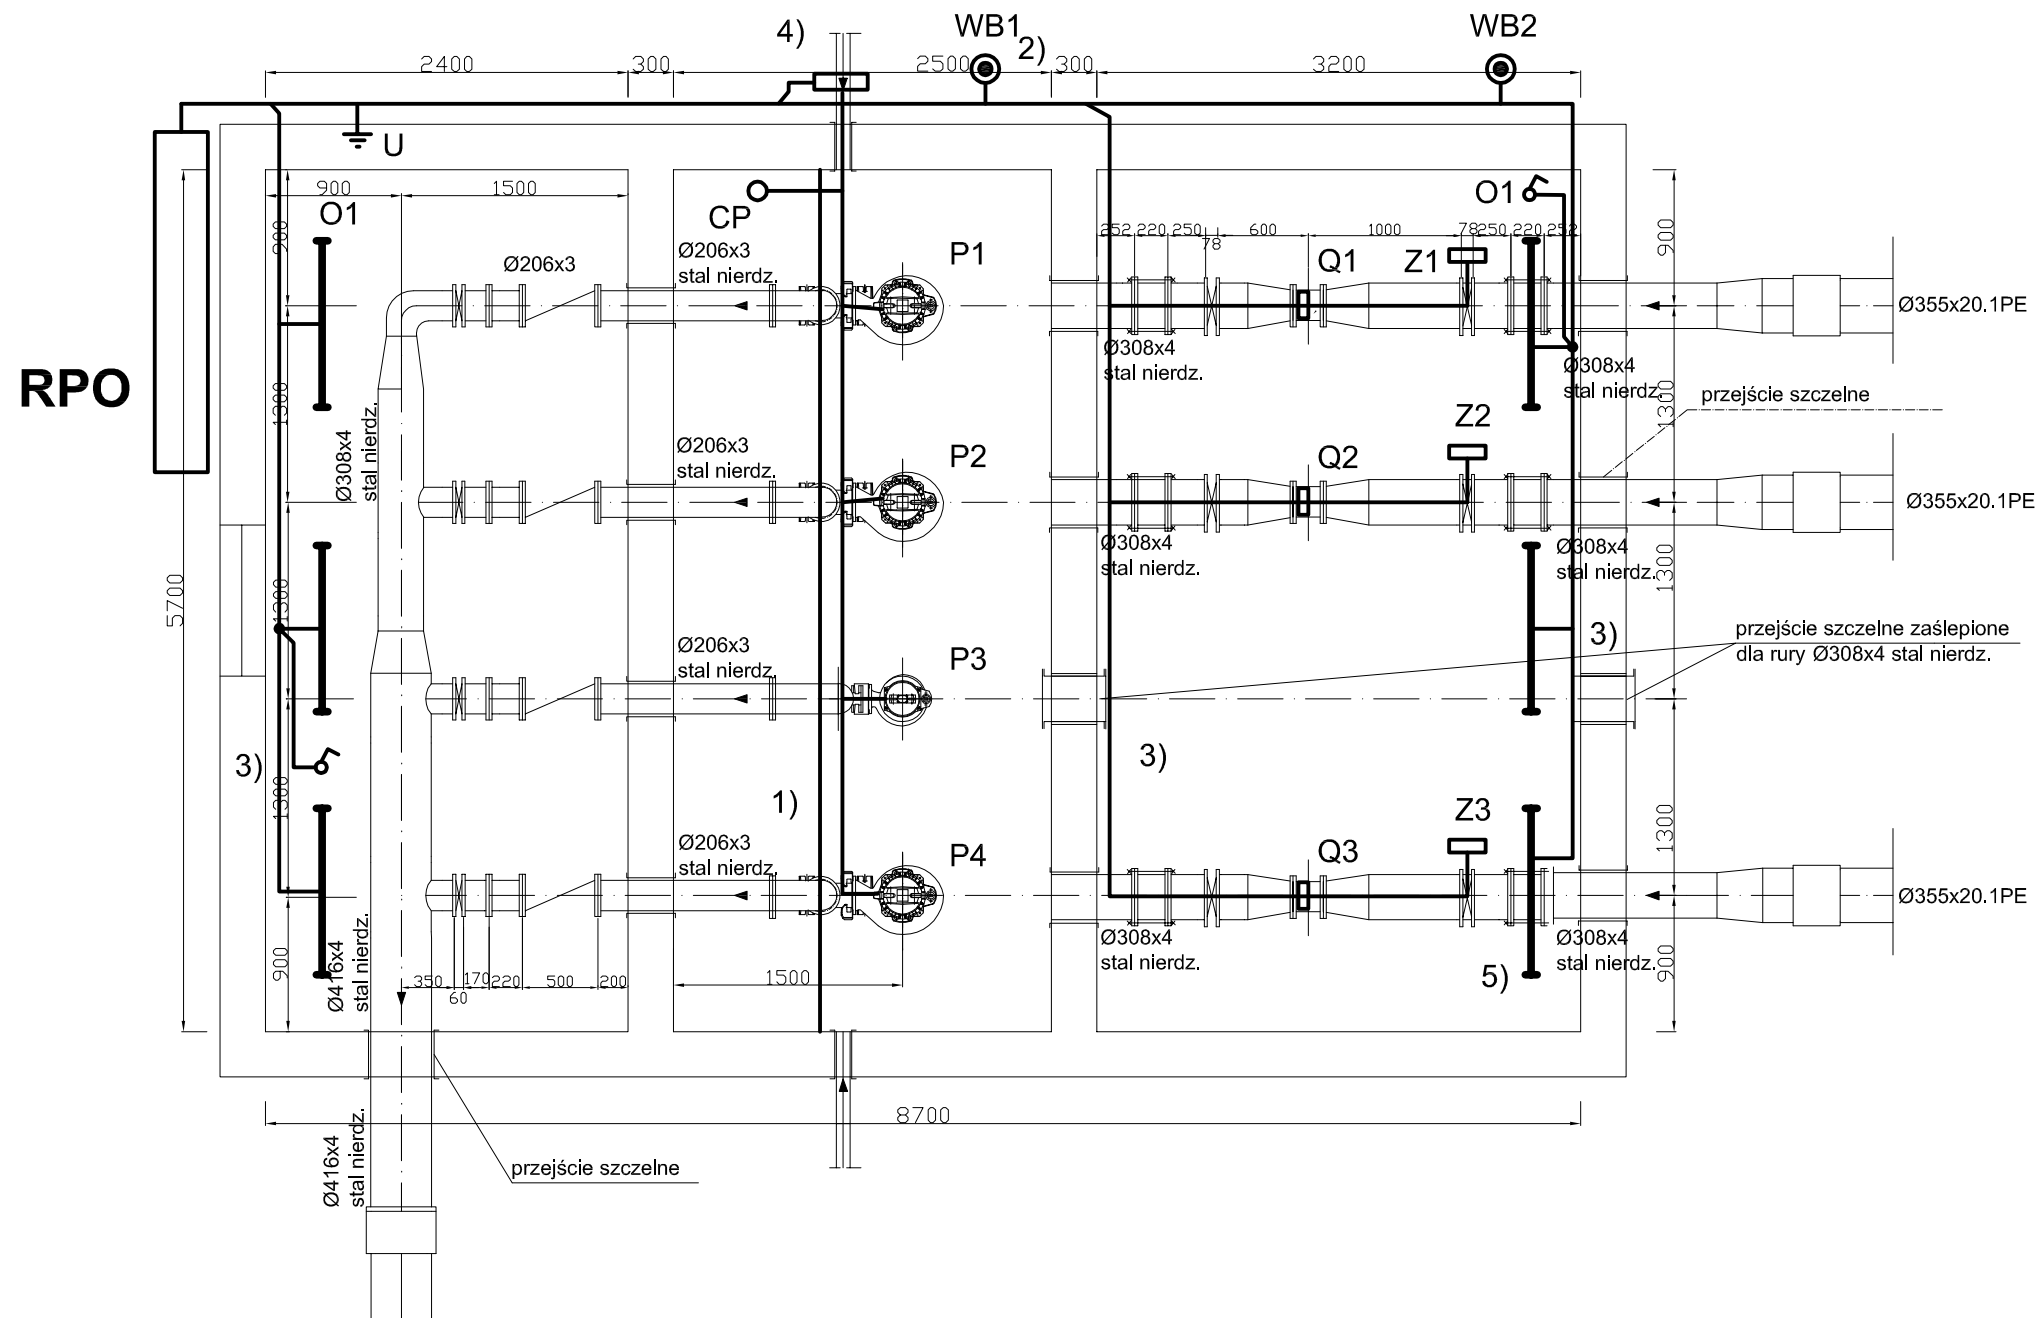 4)
WB1
2)
WB2
2400
300
2500
300
3200
U
900
1500
O1
CP
O1
900
252
220
250
78
600
1000
78
250
220
252
900
Ø206x3
Ø206x3
stal nierdz.
P1
Q1
Z1
Ø355x20.1PE
Ø308x4
stal nierdz.
Ø308x4
stal nierdz.
RPO
1300
1300
przejście szczelne
Ø308x4
stal nierdz.
Ø206x3
stal nierdz.
P2
Q2
Z2
Ø355x20.1PE
Ø308x4
stal nierdz.
Ø308x4
stal nierdz.
5700
1300
1300
3)
przejście szczelne zaślepione
dla rury Ø308x4 stal nierdz.
Ø206x3
stal nierdz.
P3
3)
3)
1300
1)
1300
Ø206x3
stal nierdz.
P4
Q3
Z3
Ø355x20.1PE
Ø308x4
stal nierdz.
Ø308x4
stal nierdz.
5)
900
900
Ø416x4
stal nierdz.
350
60
170
220
500
200
1500
8700
Ø416x4
stal nierdz.
przejście szczelne